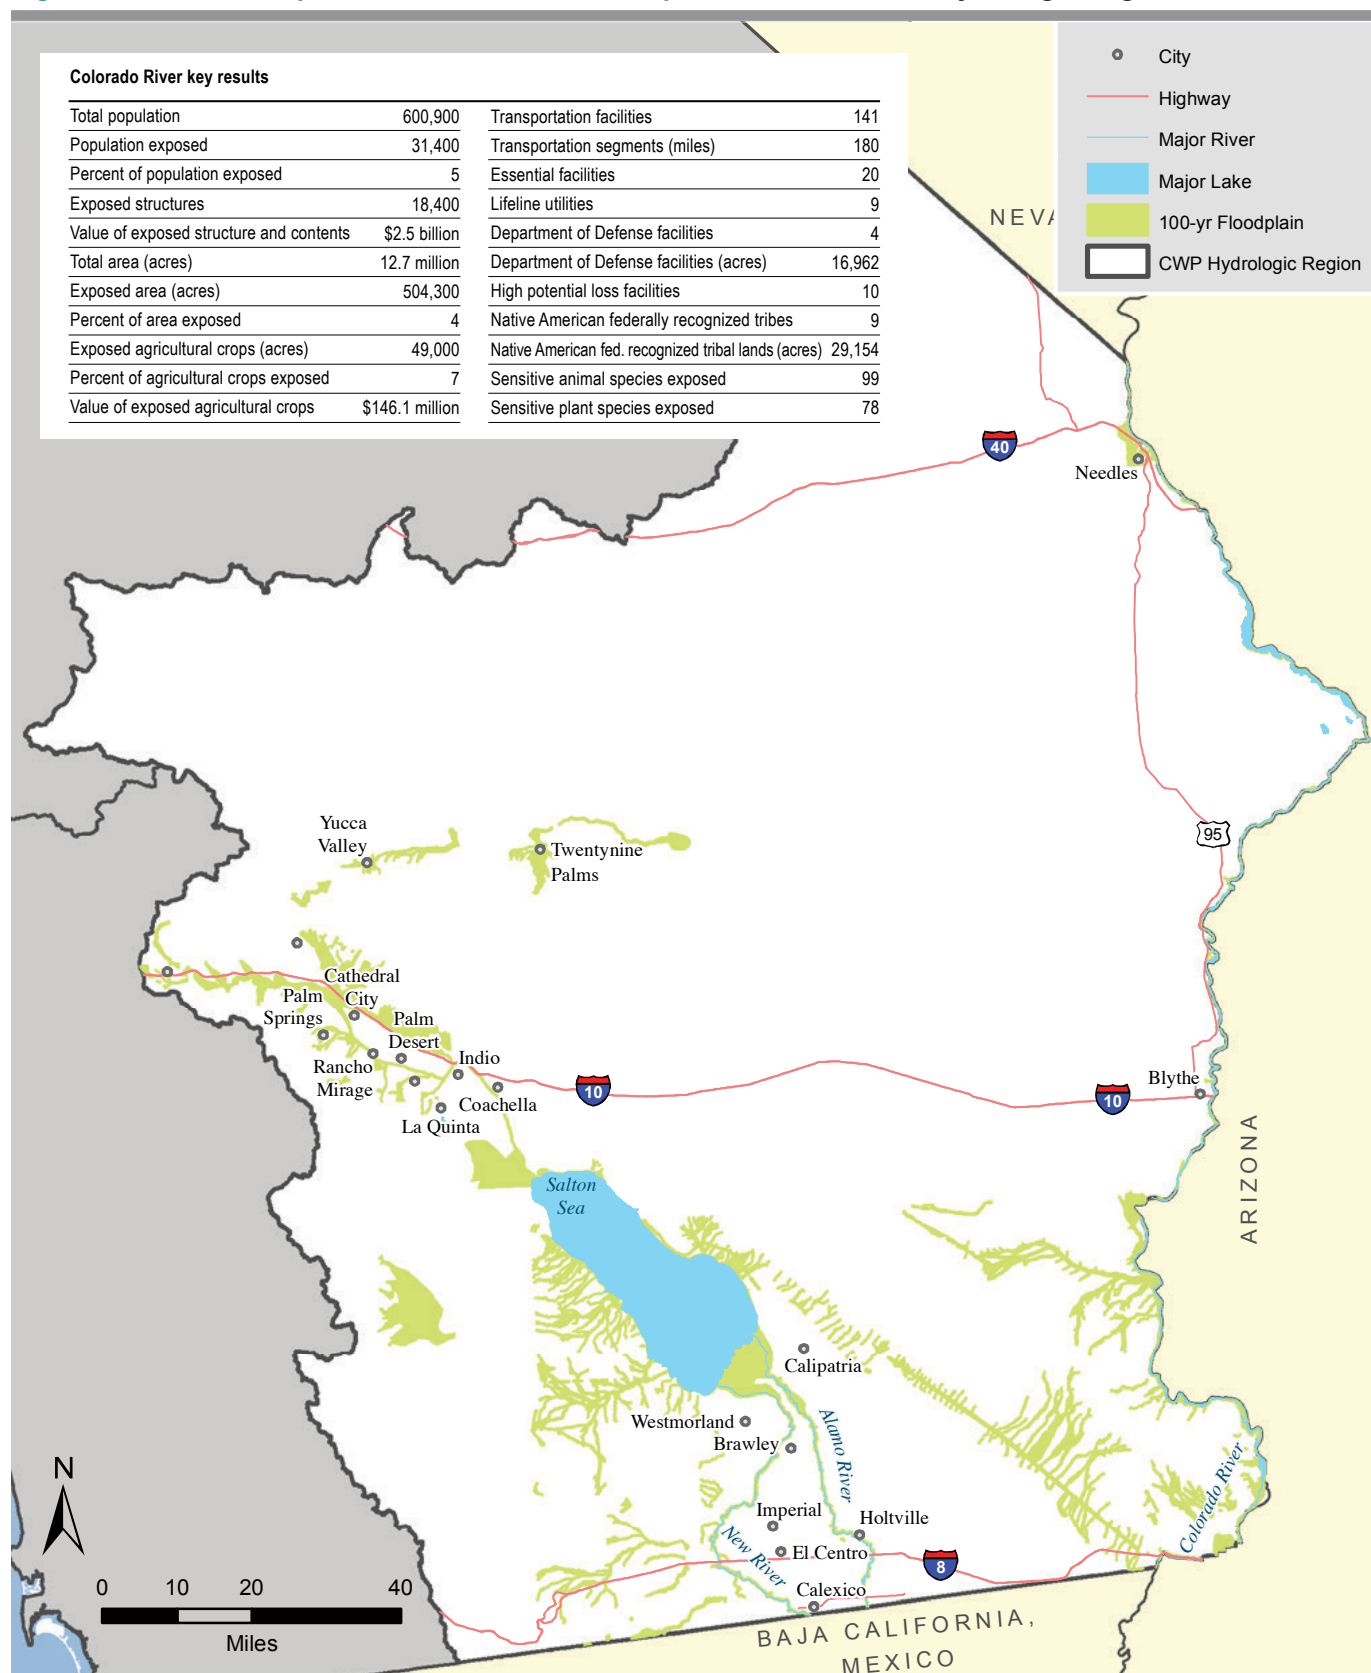 Colorado River key results
Total population 600,900
Population exposed 31,400
Percent of population exposed 5
Exposed structures 18,400
Value of exposed structure and contents $2.5 billion
Total area (acres) 12.7 million
Exposed area (acres) 504,300
Percent of area exposed 4
Exposed agricultural crops (acres) 49,000
Percent of agricultural crops exposed 7
Value of exposed agricultural crops $146.1 million
Transportation facilities 141
Transportation segments (miles) 180
Essential facilities 20
Lifeline utilities 9
Department of Defense facilities 4
Department of Defense facilities (acres) 16,962
High potential loss facilities 10
Native American federally recognized tribes 9
Native American fed. recognized tribal lands (acres) 29,154
Sensitive animal species exposed 99
Sensitive plant species exposed 78
City
Highway
Major River
Major Lake
100-yr Floodplain
CWP Hydrologic Region
NEVA
40
Needles
95
Yucca
Valley
Twentynine
Palms
Cathedral
City
Palm
Springs
Palm
Desert
Rancho
Mirage
Indio
Coachella
La Quinta
10
10
Blythe
ARIZONA
Salton
Sea
Calipatria
Westmorland
Brawley
Alamo River
Imperial
Holtville
El Centro
New River
Calexico
8
Colorado River
N
0 10 20 40
Miles
BAJA CALIFORNIA,
MEXICO